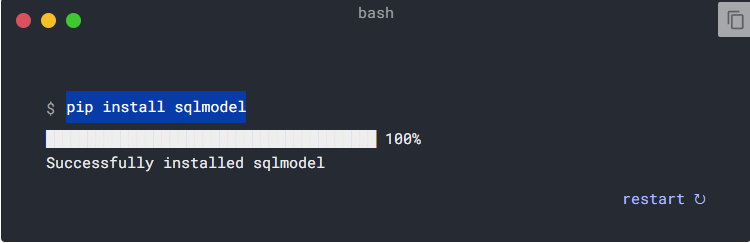 bash
$ pip install sqlmodel
100%
Successfully installed sqlmodel
restart ↻